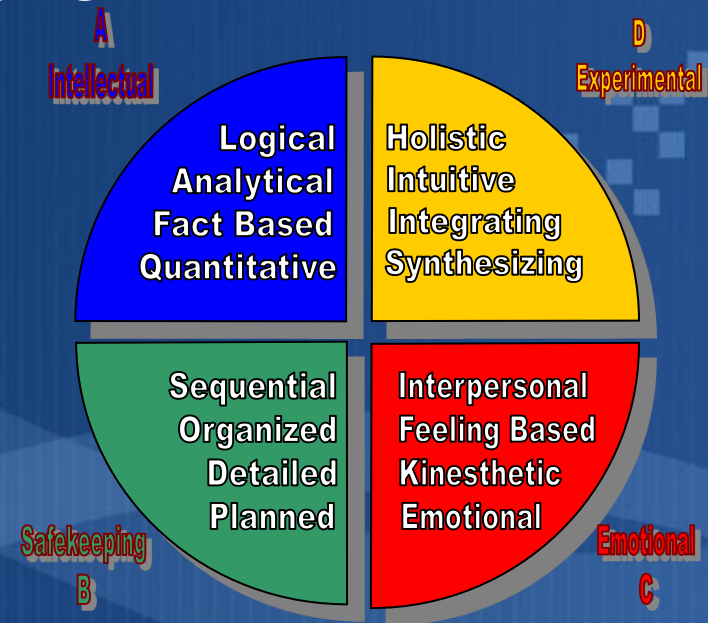 A
Intellectual
D
Experimental
Logical
Analytical
Fact Based
Quantitative
Holistic
Intuitive
Integrating
Synthesizing
Sequential
Organized
Detailed
Planned
Interpersonal
Feeling Based
Kinesthetic
Emotional
Safekeeping
B
Emotional
C